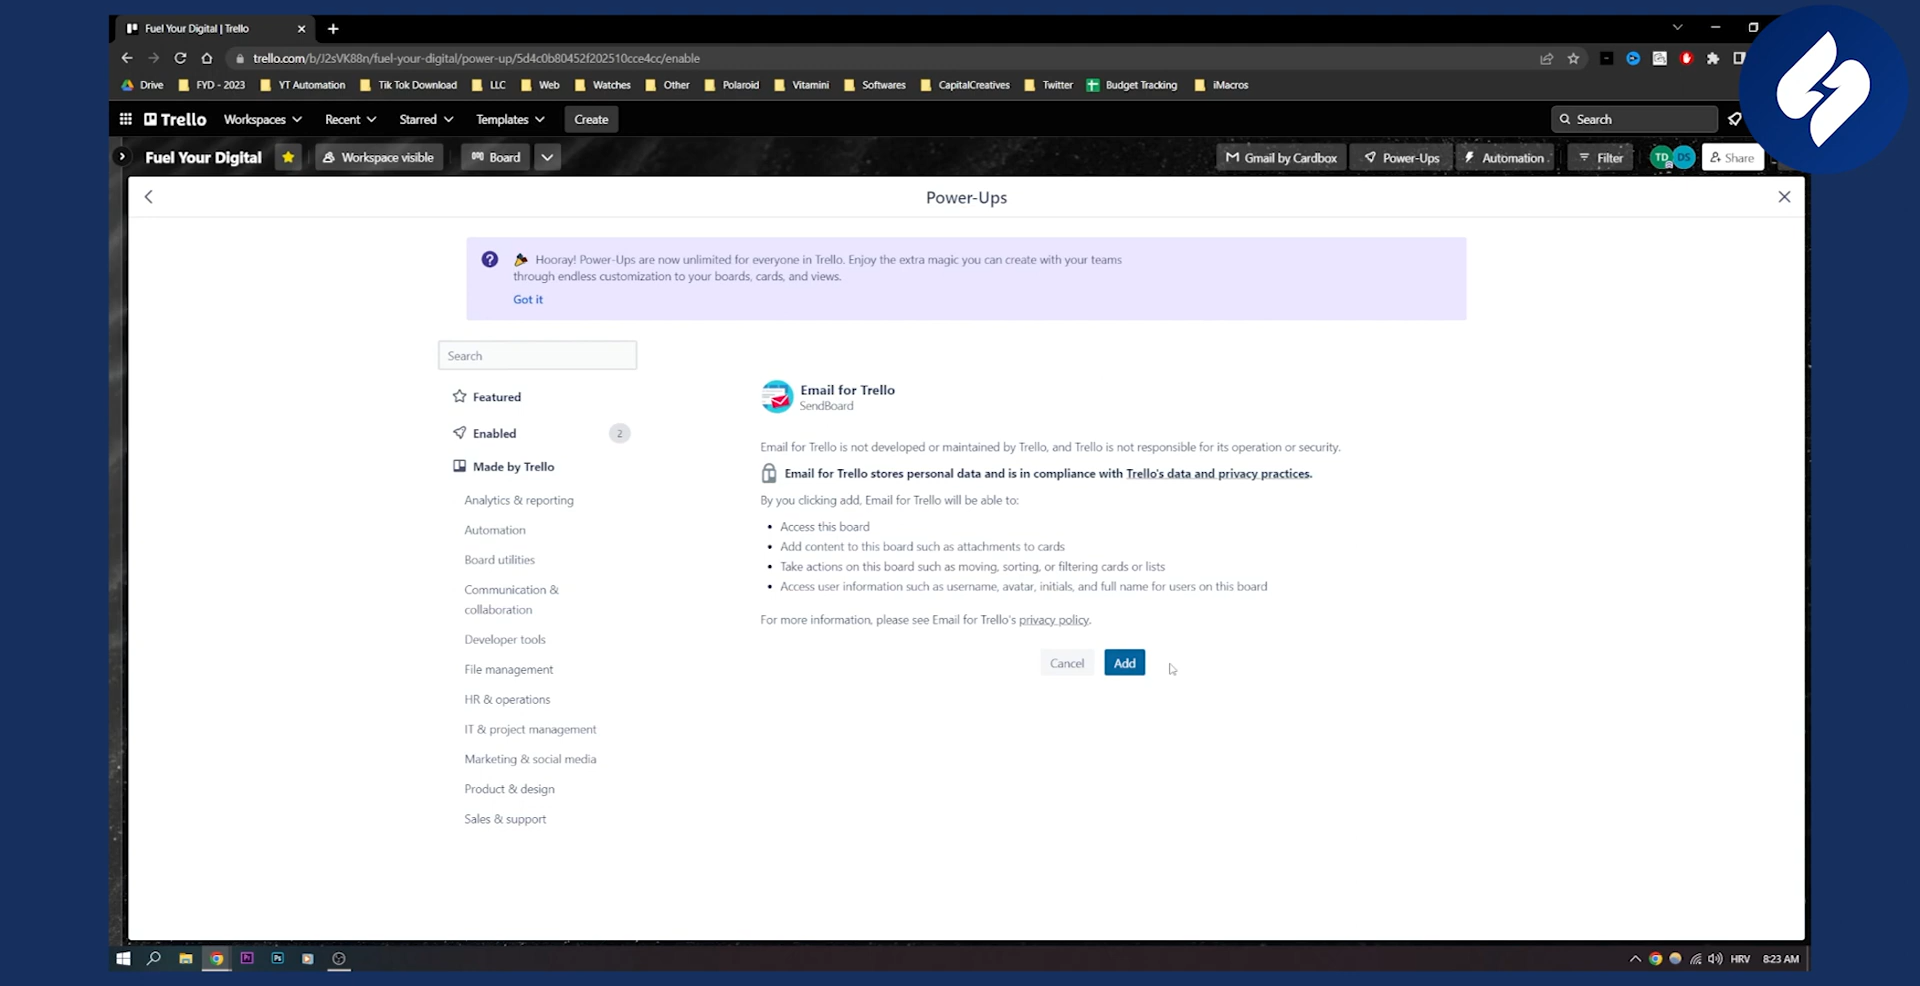 Fuel Your Digital | Trello
trello.com/b/J2sVK88n/fuel-your-digital/power-up/5d4c0b80452f202510cce4cc/enable
Drive FYD - 2023 YT Automation Tik Tok Download LLC Web Watches Other Polaroid Vitamini Softwares CapitalCreatives Twitter Budget Tracking iMacros
Trello Workspaces Recent Starred Templates Create Search
Fuel Your Digital Workspace visible Board Gmail by Cardbox Power-Ups Automation Filter TD DS Share
Power-Ups
Hooray! Power-Ups are now unlimited for everyone in Trello. Enjoy the extra magic you can create with your teams
through endless customization to your boards, cards, and views.
Got it
Search
Featured
Enabled 2
Made by Trello
Analytics & reporting
Automation
Board utilities
Communication &
collaboration
Developer tools
File management
HR & operations
IT & project management
Marketing & social media
Product & design
Sales & support
Email for Trello
SendBoard
Email for Trello is not developed or maintained by Trello, and Trello is not responsible for its operation or security.
Email for Trello stores personal data and is in compliance with Trello's data and privacy practices.
By you clicking add, Email for Trello will be able to:
• Access this board
• Add content to this board such as attachments to cards
• Take actions on this board such as moving, sorting, or filtering cards or lists
• Access user information such as username, avatar, initials, and full name for users on this board
For more information, please see Email for Trello's privacy policy.
Cancel Add
HRV 8:23 AM